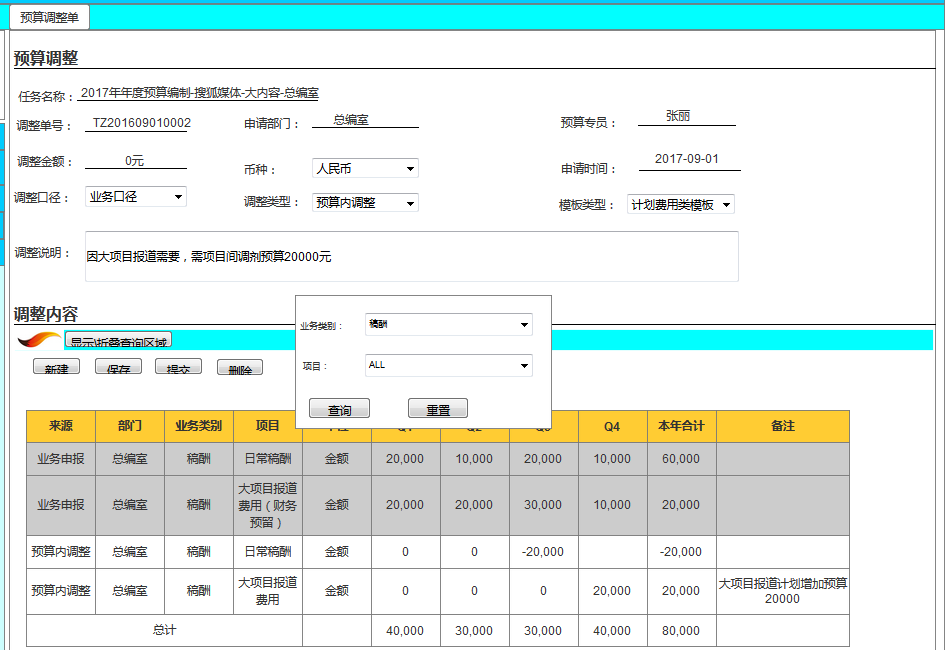 预算调整单
预算调整
任务名称： 2017年年度预算编制-搜狐媒体-大内容-总编室
调整单号： TZ201609010002 申请部门： 总编室 预算专员： 张丽
调整金额： 0元 币种： 人民币 申请时间： 2017-09-01
调整口径： 业务口径 调整类型： 预算内调整 模板类型： 计划费用类模板
调整说明： 因大项目报道需要，需项目间调剂预算20000元
调整内容
显示\折叠查询区域
新建 保存 提交 删除
业务类别： 稿酬
项目： ALL
查询 重置
来源 部门 业务类别 项目 Q4 本年合计 备注
业务申报 总编室 稿酬 日常稿酬 金额 20,000 10,000 20,000 10,000 60,000
业务申报 总编室 稿酬 大项目报道
费用（财务
预留） 金额 20,000 20,000 30,000 10,000 20,000
预算内调整 总编室 稿酬 日常稿酬 金额 0 0 -20,000 -20,000
预算内调整 总编室 稿酬 大项目报道
费用 金额 0 0 0 20,000 20,000 大项目报道计划增加预算
20000
总计 40,000 30,000 30,000 40,000 80,000